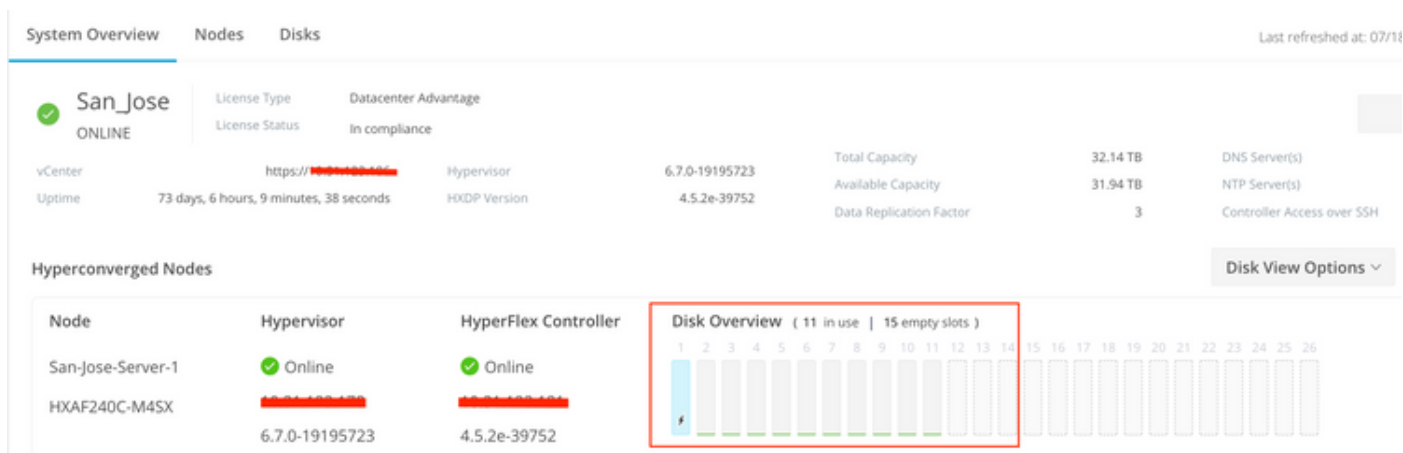 System Overview Nodes Disks Last refreshed at: 07/18
San_Jose
ONLINE
License Type Datacenter Advantage
License Status In compliance
vCenter https://
Uptime 73 days, 6 hours, 9 minutes, 38 seconds
Hypervisor 6.7.0-19195723
HXDP Version 4.5.2e-39752
Total Capacity 32.14 TB
Available Capacity 31.94 TB
Data Replication Factor 3
DNS Server(s)
NTP Server(s)
Controller Access over SSH
Hyperconverged Nodes Disk View Options
Node Hypervisor HyperFlex Controller Disk Overview ( 11 in use | 15 empty slots )
1 2 3 4 5 6 7 8 9 10 11 12 13 14 15 16 17 18 19 20 21 22 23 24 25 26
San-Jose-Server-1 Online Online
HXAF240C-M4SX
6.7.0-19195723 4.5.2e-39752